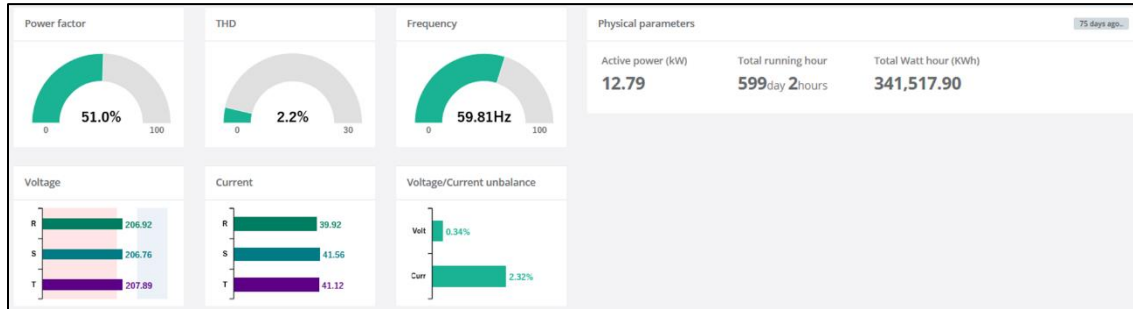 Power factor
51.0%
0 100
THD
2.2%
0 30
Frequency
59.81Hz
0 100
Physical parameters
75 days ago..
Active power (kW) Total running hour Total Watt hour (KWh)
12.79 599day 2hours 341,517.90
Voltage
R 206.92
S 206.76
T 207.89
Current
R 39.92
S 41.56
T 41.12
Voltage/Current unbalance
Volt 0.34%
Curr 2.32%